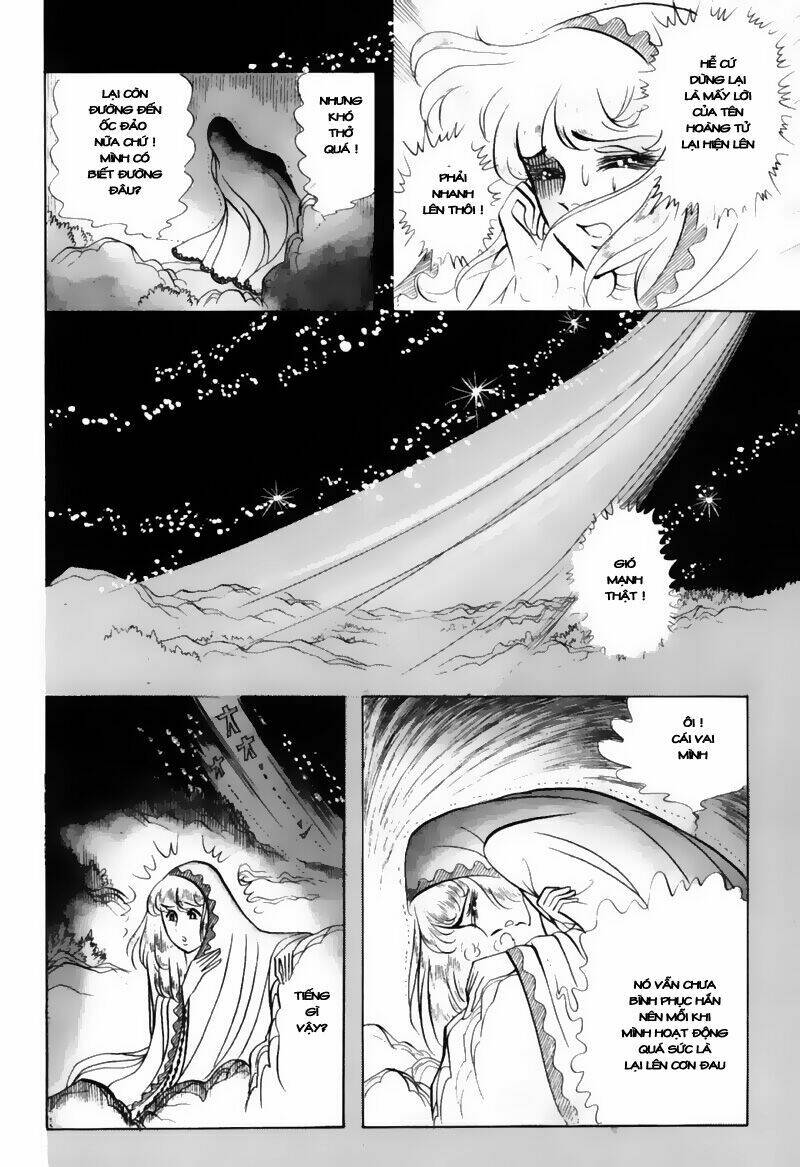 HỄ CỨ
DỪNG LẠI
LÀ MẤY LỜI
CỦA TÊN
HOÀNG TỬ
LẠI HIỆN LÊN
PHẢI
NHANH
LÊN THÔI !
NHƯNG
KHÓ
THỞ
QUÁ !
LẠI CÒN
ĐƯỜNG ĐẾN
ỐC ĐẢO
NỮA CHỨ !
MÌNH CÓ
BIẾT ĐƯỜNG
ĐÂU?
GIÓ
MẠNH
THẬT !
ÔI !
CÁI VAI
MÌNH
NÓ VẪN CHƯA
BÌNH PHỤC HẲN
NÊN MỖI KHI
MÌNH HOẠT ĐỘNG
QUÁ SỨC LÀ
LẠI LÊN CƠN ĐAU
オオオ
TIẾNG
GÌ
VẬY?